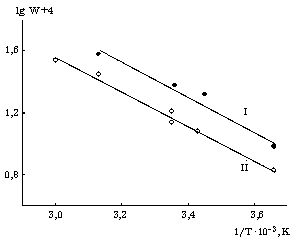 lg W+4
1,6
1,2
0,8
I
II
3,0 3,2 3,4 3,6
1/T·10⁻³, K